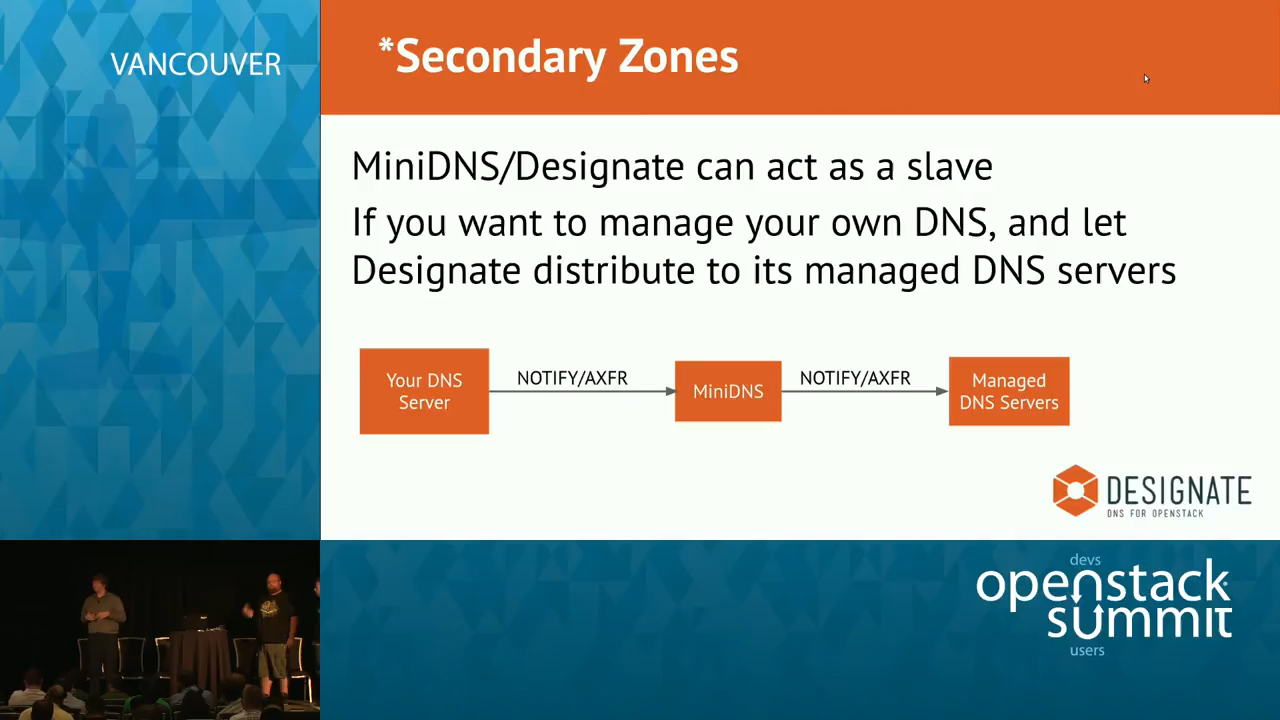 VANCOUVER
*Secondary Zones
MiniDNS/Designate can act as a slave
If you want to manage your own DNS, and let
Designate distribute to its managed DNS servers
Your DNS
Server
NOTIFY/AXFR
MiniDNS
NOTIFY/AXFR
Managed
DNS Servers
DESIGNATE
DNS FOR OPENSTACK
devs
openstack
summit
users